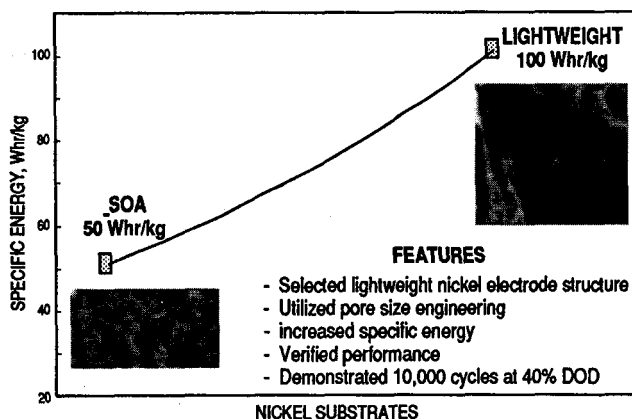 SPECIFIC ENERGY, Whr/kg
100
80
60
40
20
LIGHTWEIGHT
100 Whr/kg
SOA
50 Whr/kg
FEATURES
- Selected lightweight nickel electrode structure
- Utilized pore size engineering
- increased specific energy
- Verified performance
- Demonstrated 10,000 cycles at 40% DOD
NICKEL SUBSTRATES